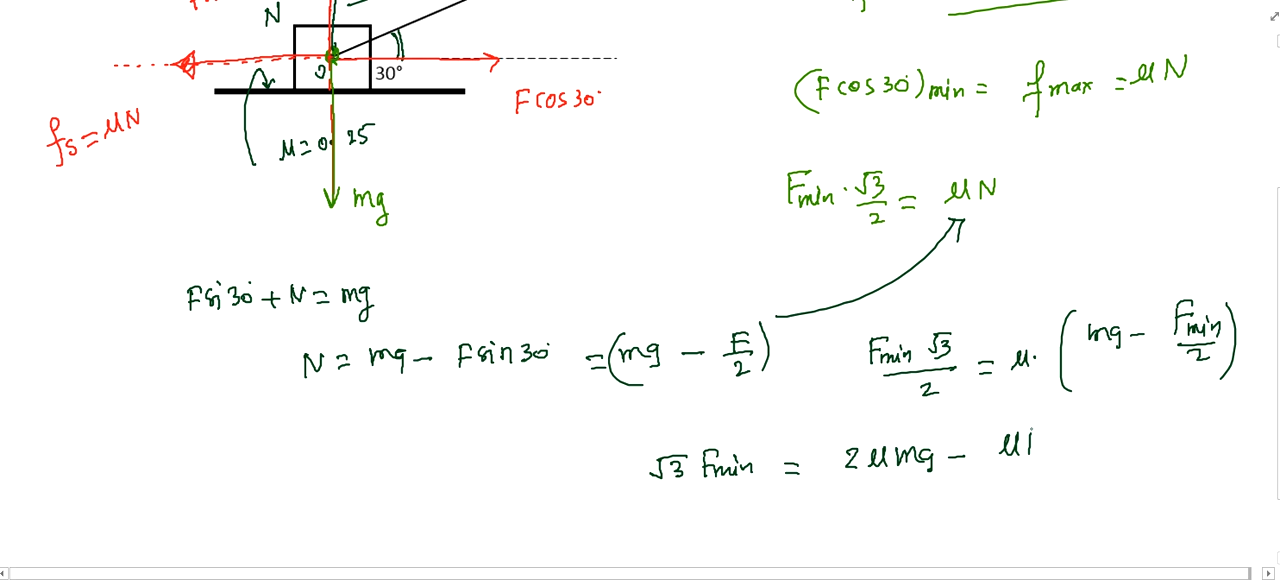 N
30°
F cos 30°
fs = μN
μ = 0.25
mg
(F cos 30°) min = f max = μN
Fmin · √3/2 = μN
F sin 30° + N = mg
N = mg − F sin 30° = (mg − F/2)
Fmin √3/2 = μ · (mg − Fmin/2)
√3 Fmin = 2μmg − μ